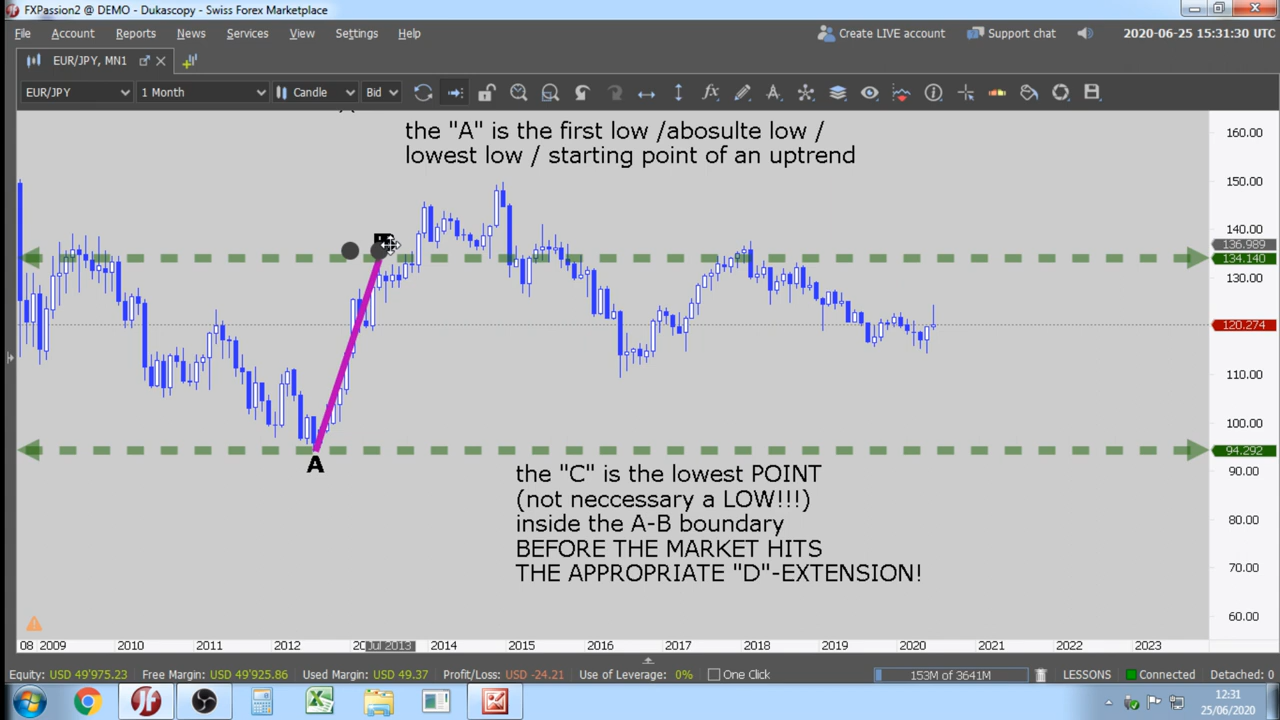 FXPassion2 @ DEMO - Dukascopy - Swiss Forex Marketplace
File Account Reports News Services View Settings Help Create LIVE account Support chat 2020-06-25 15:31:30 UTC
EUR/JPY, MN1
EUR/JPY 1 Month Candle Bid
the "A" is the first low /abosulte low /
lowest low / starting point of an uptrend
160.00
150.00
140.00
136.989
134.140
130.00
120.274
110.00
100.00
94.292
90.00
80.00
70.00
60.00
A
the "C" is the lowest POINT
(not neccessary a LOW!!!)
inside the A-B boundary
BEFORE THE MARKET HITS
THE APPROPRIATE "D"-EXTENSION!
08 2009 2010 2011 2012 Jul 2013 2014 2015 2016 2017 2018 2019 2020 2021 2022 2023
Equity: USD 49'975.23 Free Margin: USD 49'925.86 Used Margin: USD 49.37 Profit/Loss: USD -24.21 Use of Leverage: 0% One Click 153M of 3641M LESSONS Connected Detached: 0
12:31
25/06/2020